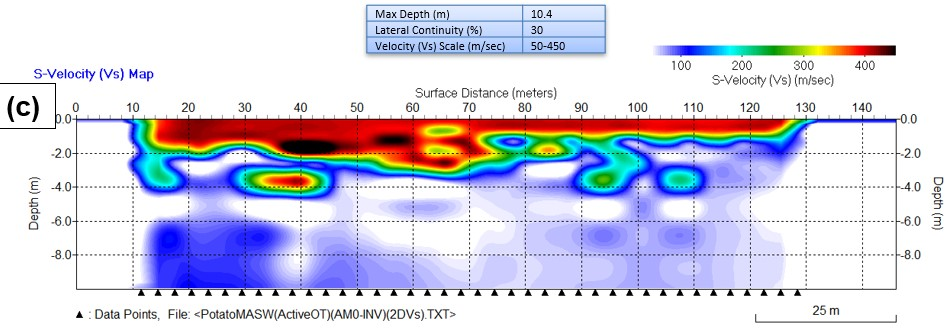 Max Depth (m) 10.4
Lateral Continuity (%) 30
Velocity (Vs) Scale (m/sec) 50-450
100 200 300 400
S-Velocity (Vs) (m/sec)
S-Velocity (Vs) Map
(c)
Surface Distance (meters)
0 10 20 30 40 50 60 70 80 90 100 110 120 130 140
0.0 0.0
-2.0 -2.0
-4.0 -4.0
-6.0 -6.0
-8.0 -8.0
Depth (m)
Depth (m)
▲ : Data Points, File: <PotatoMASW(ActiveOT)(AM0-INV)(2DVs).TXT>
25 m